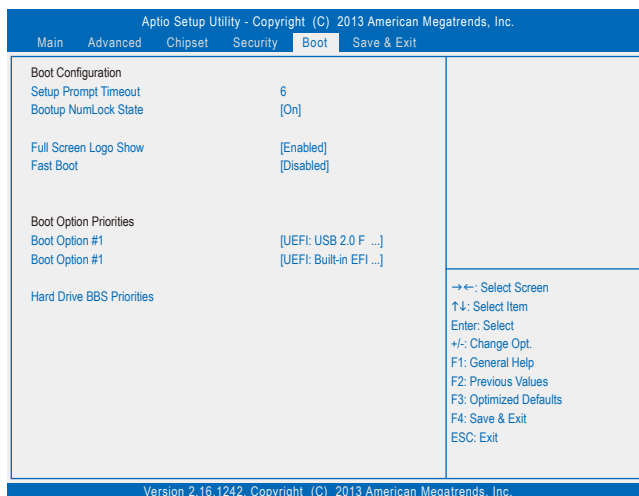 Aptio Setup Utility - Copyright (C) 2013 American Megatrends, Inc.
Main Advanced Chipset Security Boot Save & Exit
Boot Configuration
Setup Prompt Timeout 6
Bootup NumLock State [On]
Full Screen Logo Show [Enabled]
Fast Boot [Disabled]
Boot Option Priorities
Boot Option #1 [UEFI: USB 2.0 F ...]
Boot Option #1 [UEFI: Built-in EFI ...]
Hard Drive BBS Priorities
→←: Select Screen
↑↓: Select Item
Enter: Select
+/-: Change Opt.
F1: General Help
F2: Previous Values
F3: Optimized Defaults
F4: Save & Exit
ESC: Exit
Version 2.16.1242. Copyright (C) 2013 American Megatrends, Inc.